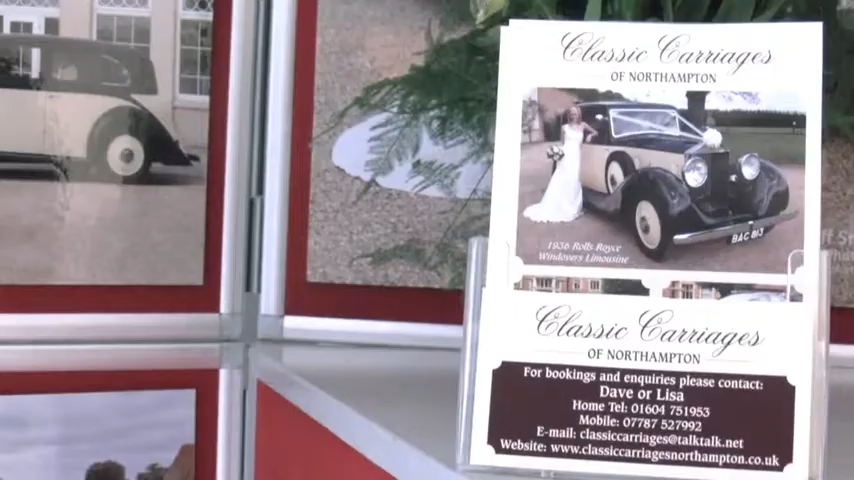 Classic Carriages
OF NORTHAMPTON
BAC 813
1936 Rolls Royce
Windovers Limousine
Classic Carriages
OF NORTHAMPTON
For bookings and enquiries please contact:
Dave or Lisa
Home Tel: 01604 751953
Mobile: 07787 527992
E-mail: classiccarriages@talktalk.net
Website: www.classiccarriagesnorthampton.co.uk